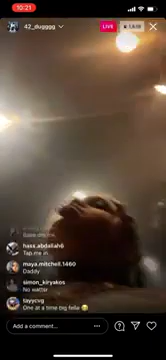 10:21
42_dugggg
LIVE
hass.abdallah6
Tap me in
maya.mitchell.1460
Daddy
simon_kiryakos
No watter
tayycvg
One at a time big fella 😂
Add a comment...